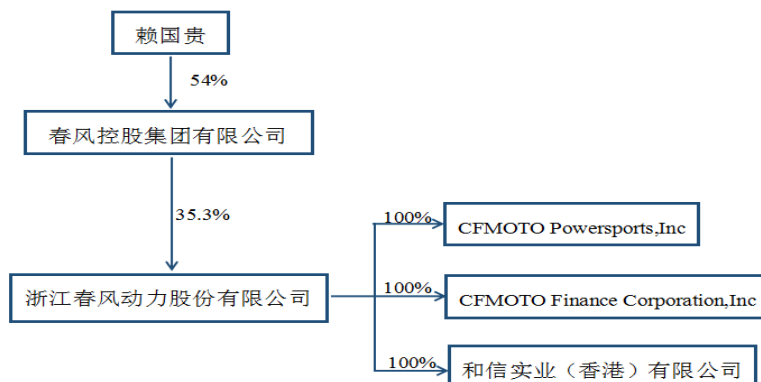 赖国贵
54%
春风控股集团有限公司
35.3%
浙江春风动力股份有限公司
100%
CFMOTO Powersports,Inc
100%
CFMOTO Finance Corporation,Inc
100%
和信实业（香港）有限公司